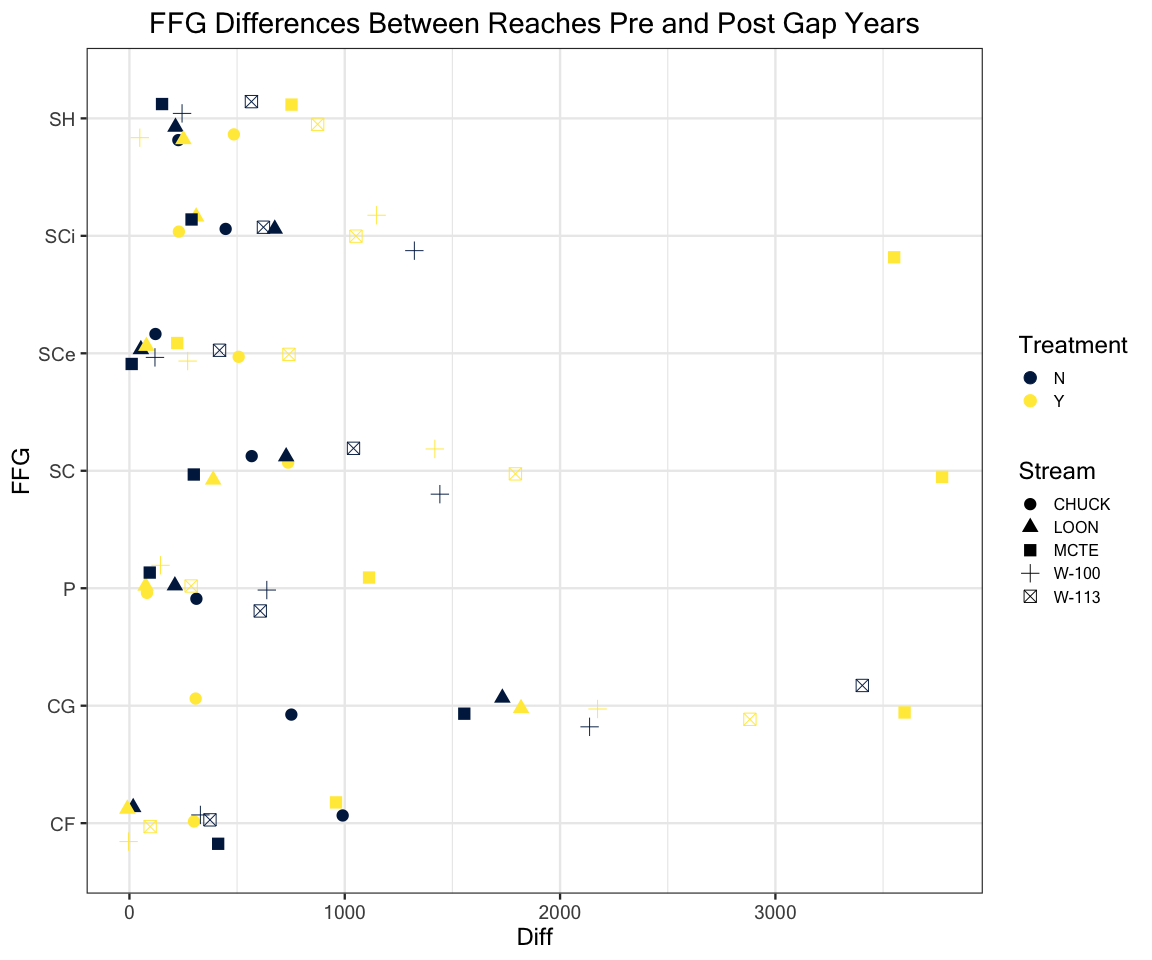 FFG Differences Between Reaches Pre and Post Gap Years
FFG
SH
SCi
SCe
SC
P
CG
CF
0 1000 2000 3000
Diff
Treatment
N
Y
Stream
CHUCK
LOON
MCTE
W-100
W-113